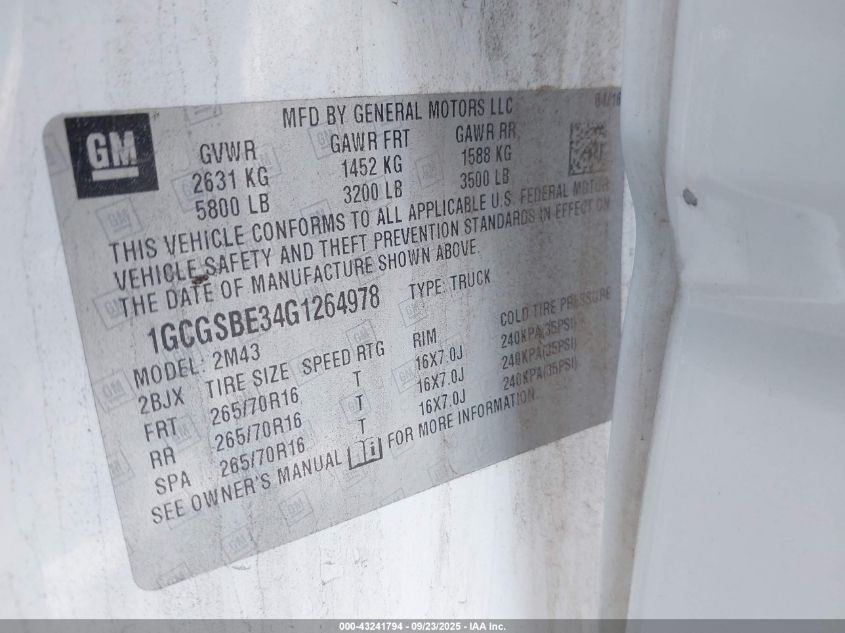 GM
MFD BY GENERAL MOTORS LLC 04/16
GVWR GAWR FRT GAWR RR
2631 KG 1452 KG 1588 KG
5800 LB 3200 LB 3500 LB
THIS VEHICLE CONFORMS TO ALL APPLICABLE U.S. FEDERAL MOTOR
VEHICLE SAFETY AND THEFT PREVENTION STANDARDS IN EFFECT ON
THE DATE OF MANUFACTURE SHOWN ABOVE.
1GCGSBE34G1264978 TYPE: TRUCK
MODEL: 2M43
2BJX TIRE SIZE SPEED RTG RIM COLD TIRE PRESSURE
FRT 265/70R16 T 16X7.0J 240KPA(35PSI)
RR 265/70R16 T 16X7.0J 240KPA(35PSI)
SPA 265/70R16 T 16X7.0J 240KPA(35PSI)
SEE OWNER'S MANUAL i FOR MORE INFORMATION
000-43241794 - 09/23/2025 - IAA Inc.